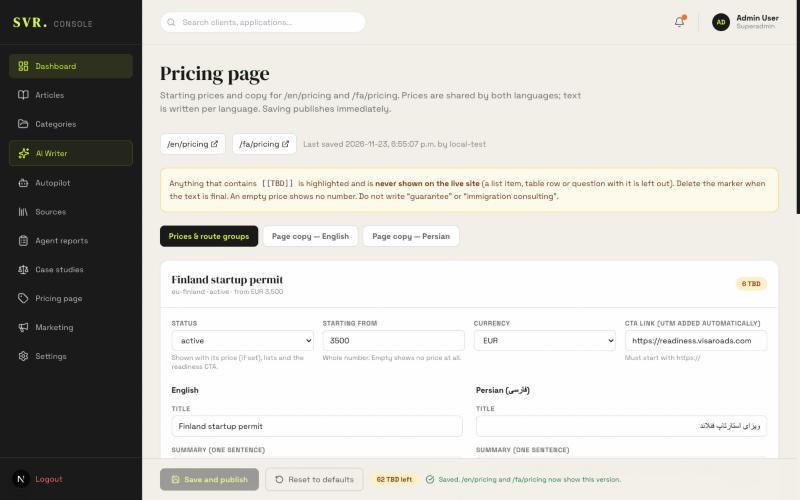 SVR. CONSOLE
Search clients, applications...
AD
Admin User
Superadmin
Dashboard
Articles
Categories
AI Writer
Autopilot
Sources
Agent reports
Case studies
Pricing page
Marketing
Settings
N
Logout
Pricing page
Starting prices and copy for /en/pricing and /fa/pricing. Prices are shared by both languages; text
is written per language. Saving publishes immediately.
/en/pricing
/fa/pricing
Last saved 2026-11-23, 6:55:07 p.m. by local-test
Anything that contains [[TBD]] is highlighted and is never shown on the live site (a list item, table row or question with it is left out). Delete the marker when
the text is final. An empty price shows no number. Do not write "guarantee" or "immigration consulting".
Prices & route groups
Page copy — English
Page copy — Persian
Finland startup permit
eu-finland · active · from EUR 3,500
6 TBD
STATUS
STARTING FROM
CURRENCY
CTA LINK (UTM ADDED AUTOMATICALLY)
active
3500
EUR
https://readiness.visaroads.com
Shown with its price (if set), lists and the
readiness CTA.
Whole number. Empty shows no price at all.
Must start with https://
English
Persian (فارسی)
TITLE
TITLE
Finland startup permit
ویزای استارتاپ فنلاند
SUMMARY (ONE SENTENCE)
SUMMARY (ONE SENTENCE)
Save and publish
Reset to defaults
62 TBD left
Saved. /en/pricing and /fa/pricing now show this version.